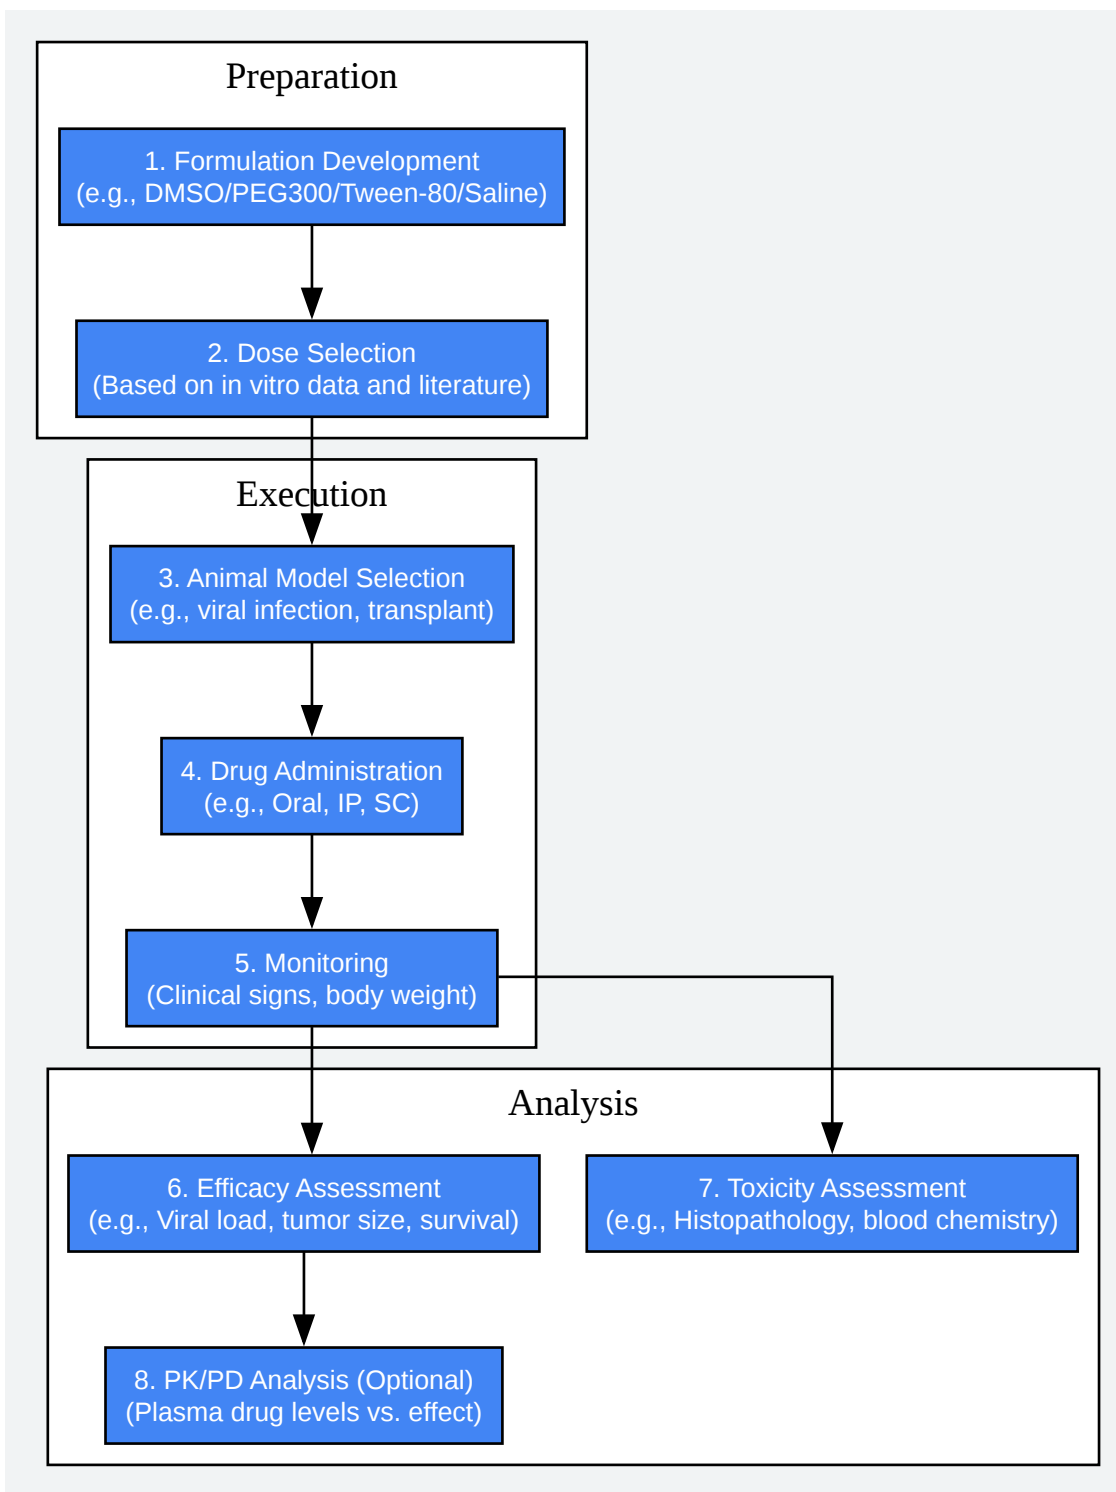 Preparation
1. Formulation Development
(e.g., DMSO/PEG300/Tween-80/Saline)
2. Dose Selection
(Based on in vitro data and literature)
Execution
3. Animal Model Selection
(e.g., viral infection, transplant)
4. Drug Administration
(e.g., Oral, IP, SC)
5. Monitoring
(Clinical signs, body weight)
Analysis
6. Efficacy Assessment
(e.g., Viral load, tumor size, survival)
7. Toxicity Assessment
(e.g., Histopathology, blood chemistry)
8. PK/PD Analysis (Optional)
(Plasma drug levels vs. effect)